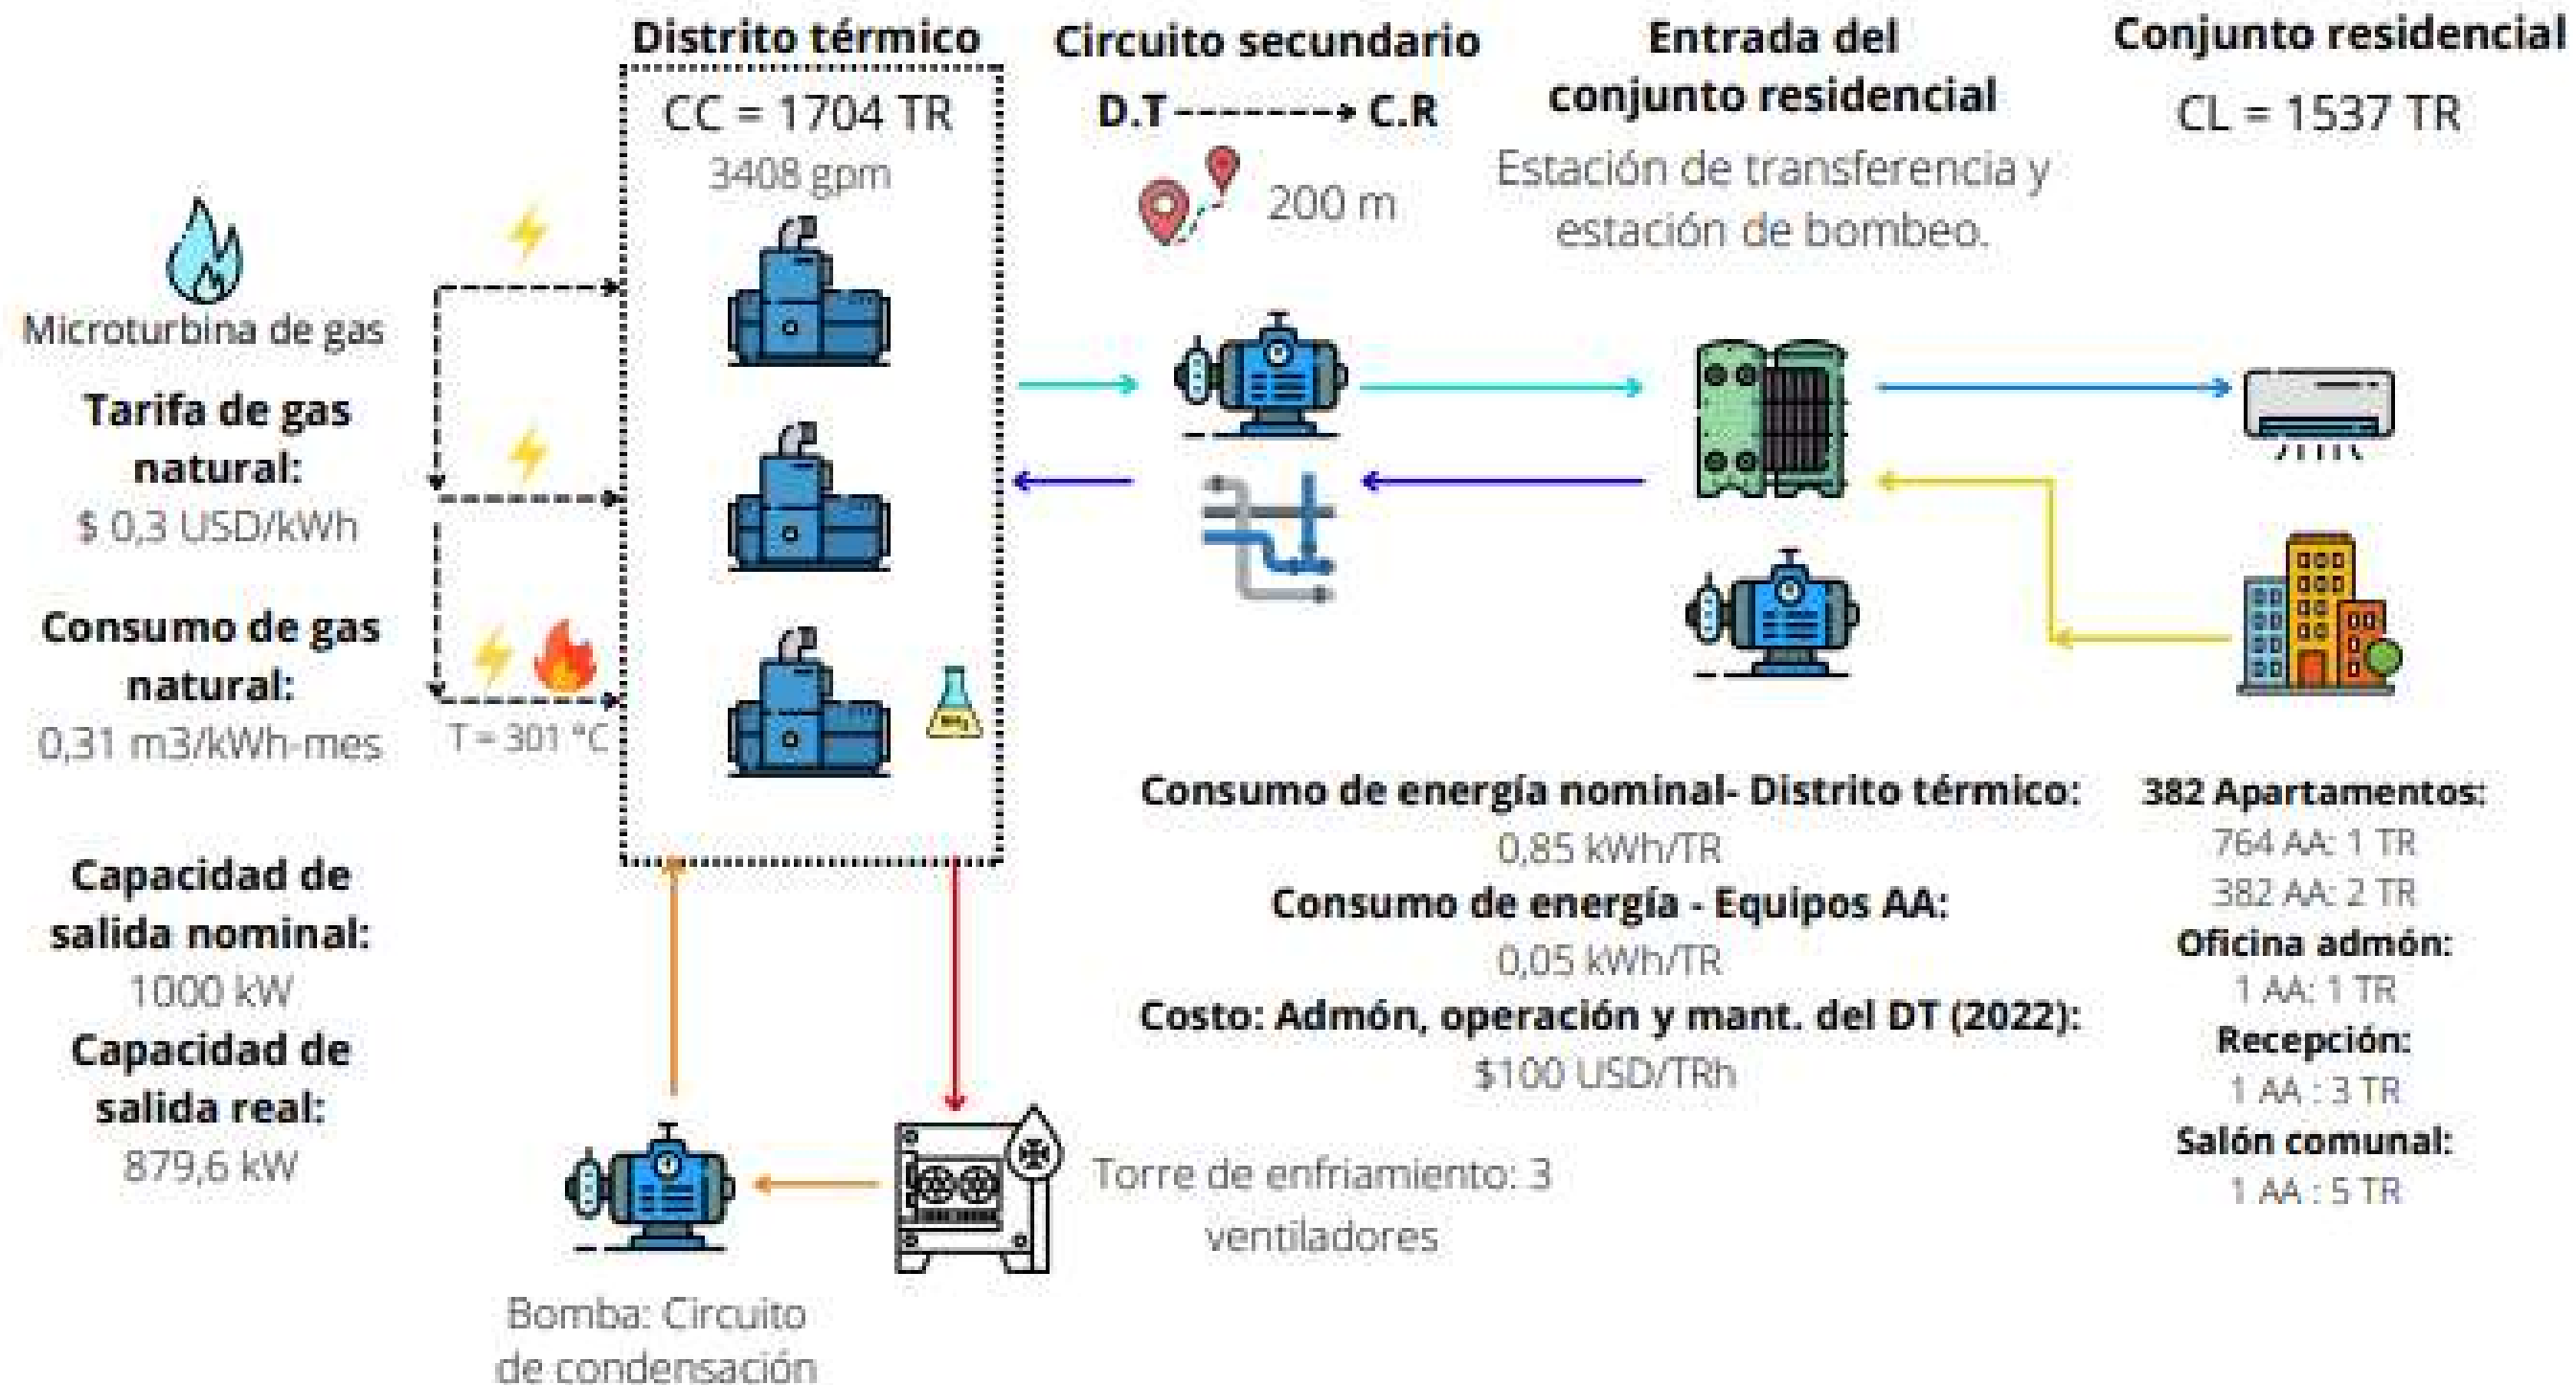 Distrito térmico
CC = 1704 TR
3408 gpm
Circuito secundario
D.T C.R
200 m
Entrada del
conjunto residencial
Estación de transferencia y
estación de bombeo.
Conjunto residencial
CL = 1537 TR
Microturbina de gas
Tarifa de gas
natural:
$ 0,3 USD/kWh
Consumo de gas
natural:
0,31 m3/kWh-mes
T = 301 °C
Capacidad de
salida nominal:
1000 kW
Capacidad de
salida real:
879,6 kW
NH₃
Consumo de energía nominal- Distrito térmico:
0,85 kWh/TR
Consumo de energía - Equipos AA:
0,05 kWh/TR
Costo: Admón, operación y mant. del DT (2022):
$100 USD/TRh
382 Apartamentos:
764 AA: 1 TR
382 AA: 2 TR
Oficina admón:
1 AA: 1 TR
Recepción:
1 AA : 3 TR
Salón comunal:
1 AA : 5 TR
Torre de enfriamiento: 3
ventiladores
Bomba: Circuito
de condensación